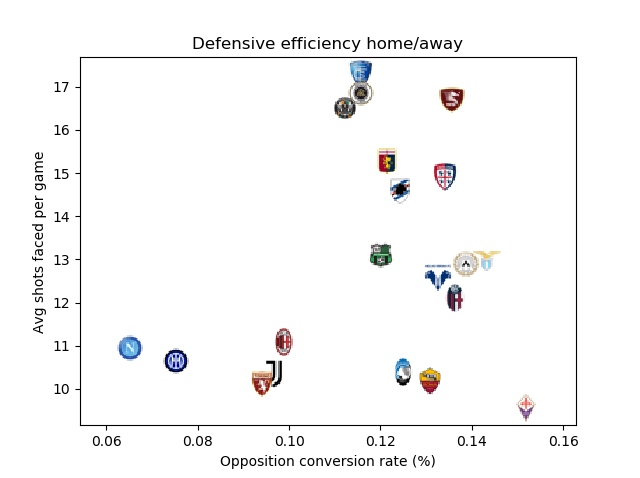 Defensive efficiency home/away
Avg shots faced per game
17
16
15
14
13
12
11
10
0.06 0.08 0.10 0.12 0.14 0.16
Opposition conversion rate (%)